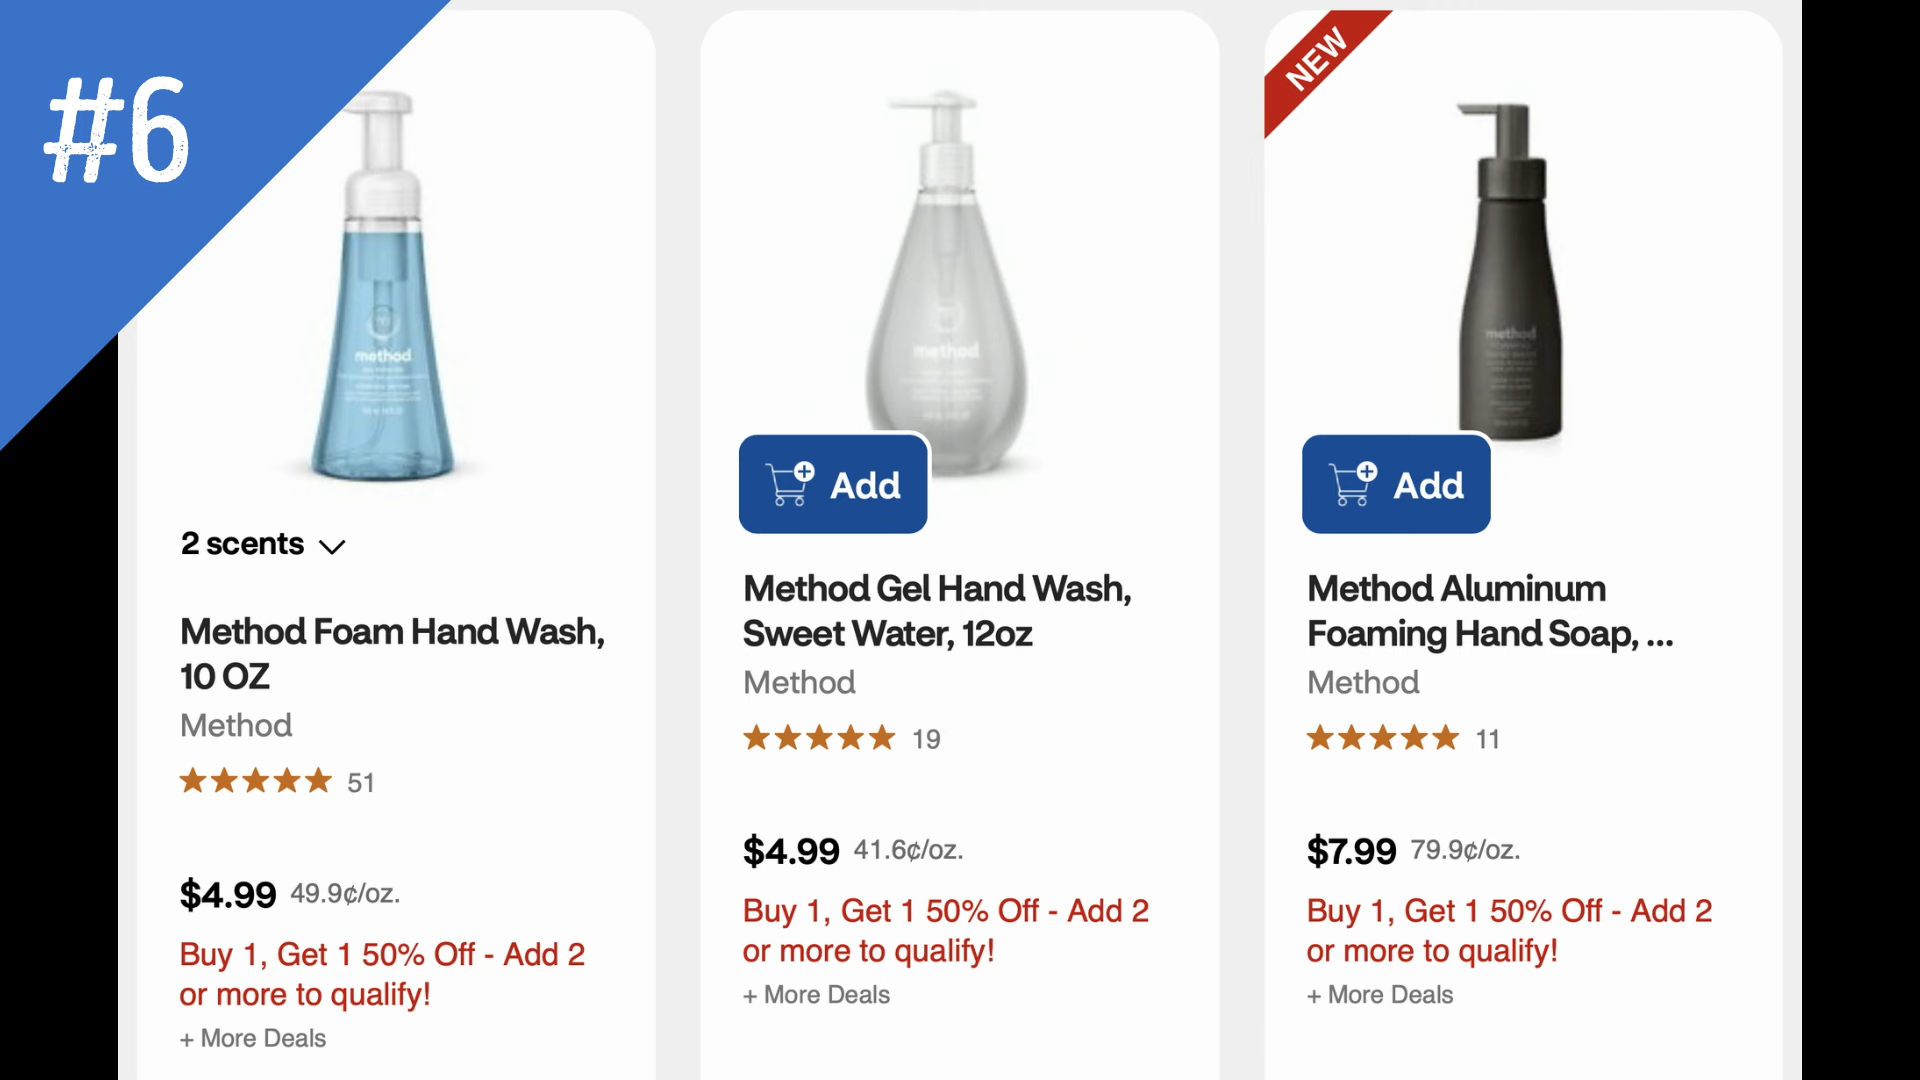 #6
method
2 scents
Method Foam Hand Wash,
10 OZ
Method
51
$4.99 49.9¢/oz.
Buy 1, Get 1 50% Off - Add 2
or more to qualify!
+ More Deals
method
Add
Method Gel Hand Wash,
Sweet Water, 12oz
Method
19
$4.99 41.6¢/oz.
Buy 1, Get 1 50% Off - Add 2
or more to qualify!
+ More Deals
NEW
method
Add
Method Aluminum
Foaming Hand Soap, ...
Method
11
$7.99 79.9¢/oz.
Buy 1, Get 1 50% Off - Add 2
or more to qualify!
+ More Deals